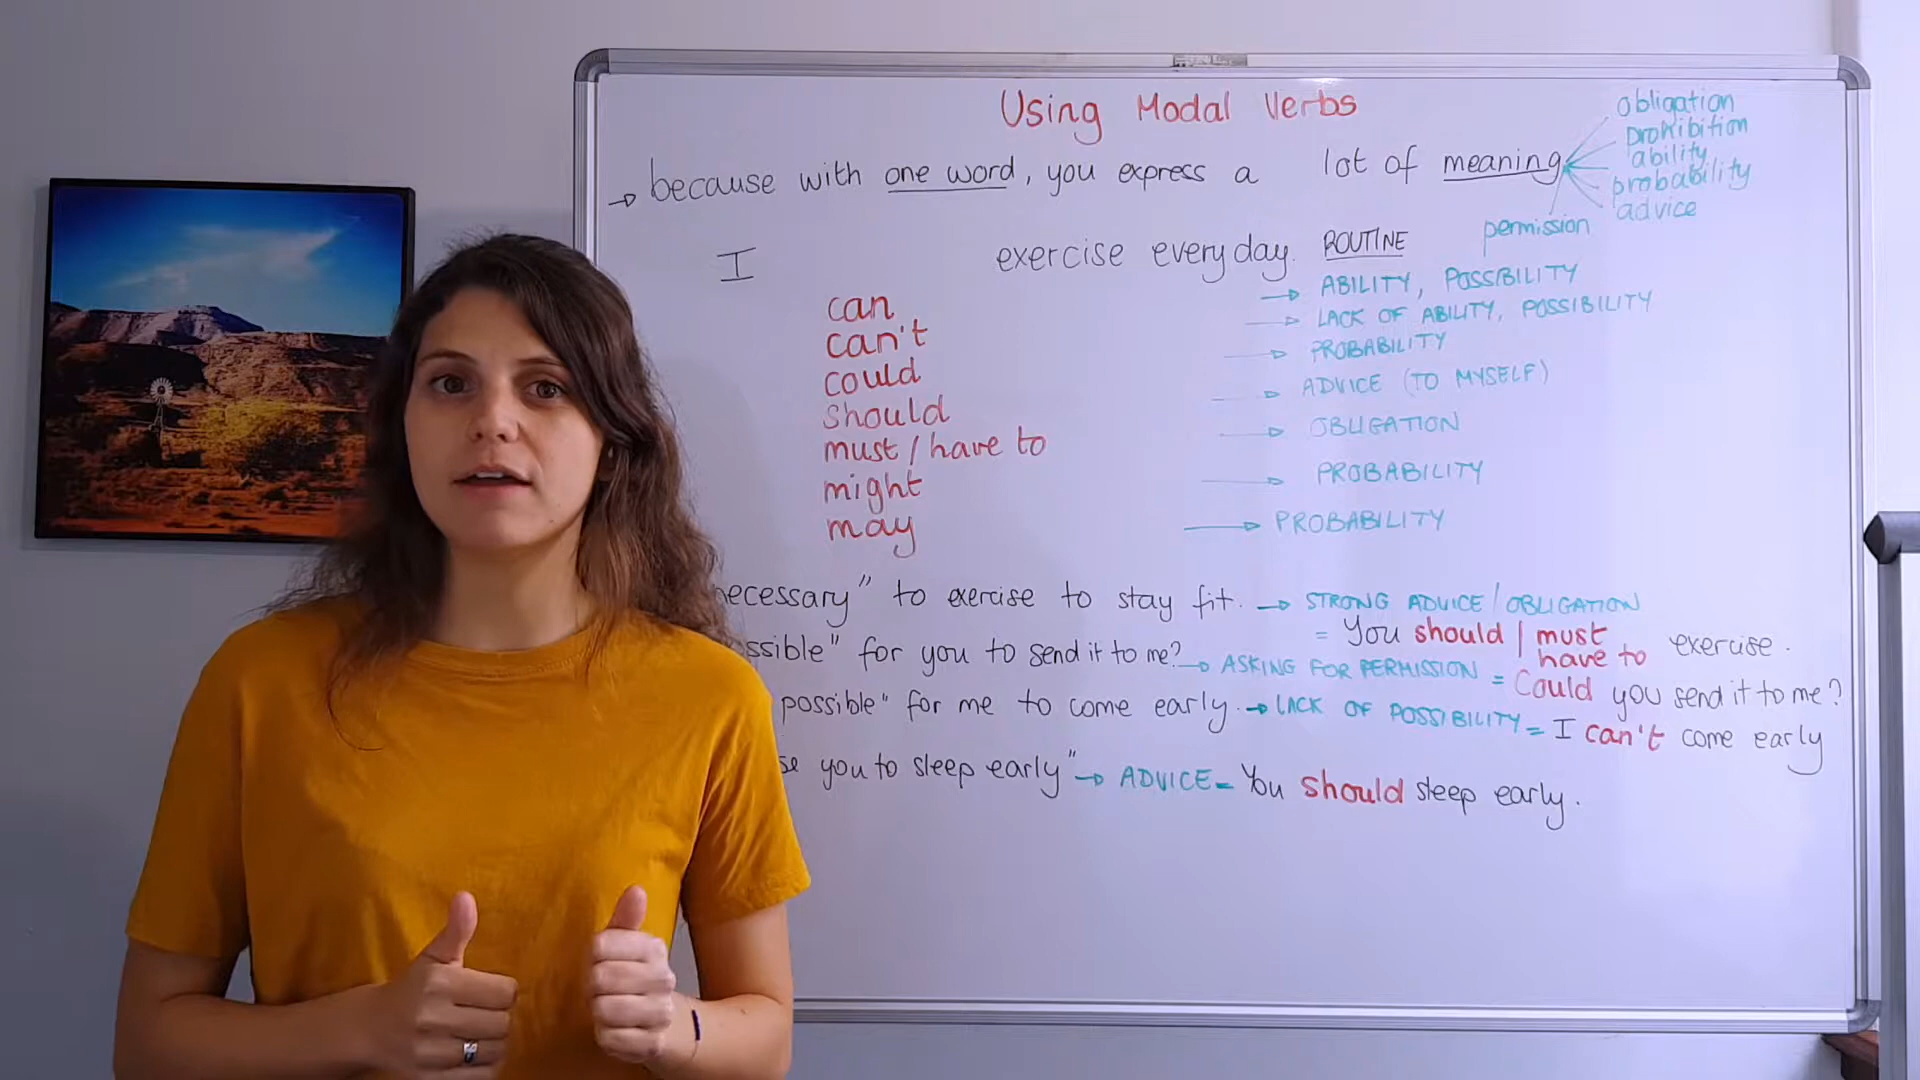 Using Modal Verbs
→ because with one word, you express a lot of meaning
obligation
prohibition
ability
probability
advice
permission
I exercise every day. ROUTINE
can → ABILITY, POSSIBILITY
can't → LACK OF ABILITY, POSSIBILITY
could → PROBABILITY
should → ADVICE (TO MYSELF)
must / have to → OBLIGATION
might → PROBABILITY
may → PROBABILITY
necessary" to exercise to stay fit. → STRONG ADVICE / OBLIGATION
= You should / must have to exercise.
for you to send it to me? → ASKING FOR PERMISSION = Could you send it to me?
possible" for me to come early. → LACK OF POSSIBILITY = I can't come early
you to sleep early" → ADVICE = You should sleep early.